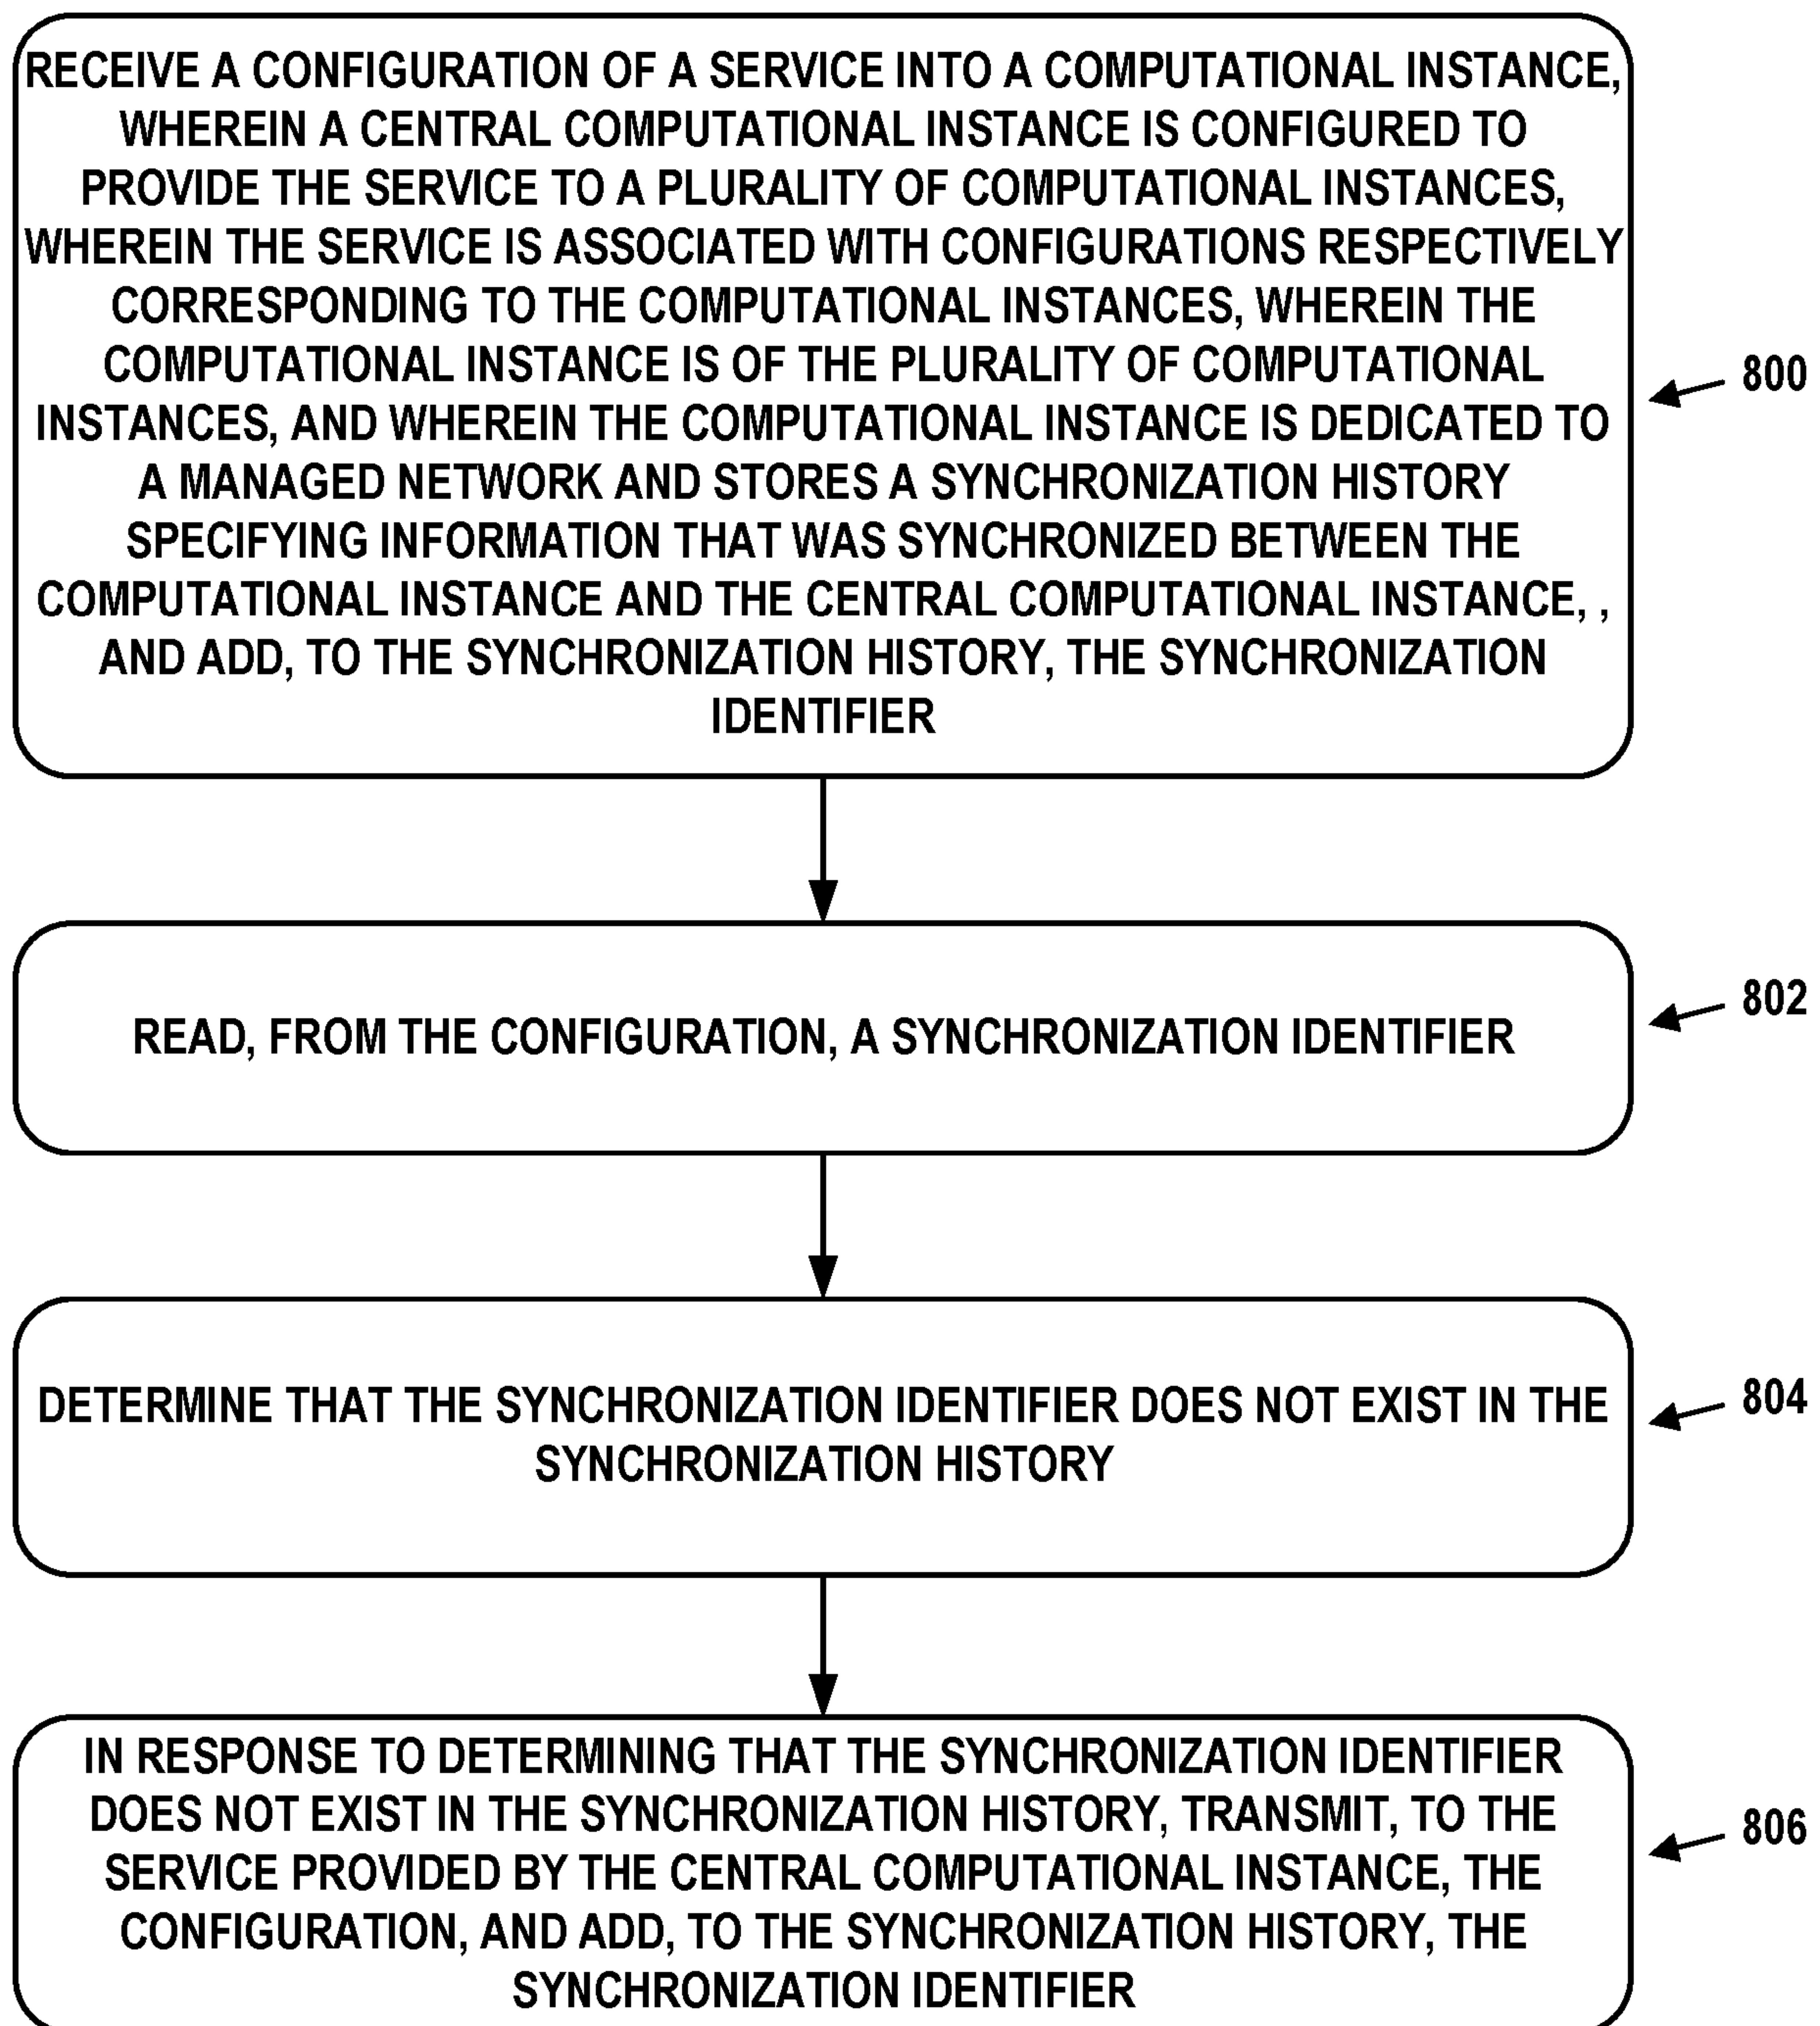 RECEIVE A CONFIGURATION OF A SERVICE INTO A COMPUTATIONAL INSTANCE,
WHEREIN A CENTRAL COMPUTATIONAL INSTANCE IS CONFIGURED TO
PROVIDE THE SERVICE TO A PLURALITY OF COMPUTATIONAL INSTANCES,
WHEREIN THE SERVICE IS ASSOCIATED WITH CONFIGURATIONS RESPECTIVELY
CORRESPONDING TO THE COMPUTATIONAL INSTANCES, WHEREIN THE
COMPUTATIONAL INSTANCE IS OF THE PLURALITY OF COMPUTATIONAL
INSTANCES, AND WHEREIN THE COMPUTATIONAL INSTANCE IS DEDICATED TO
A MANAGED NETWORK AND STORES A SYNCHRONIZATION HISTORY
SPECIFYING INFORMATION THAT WAS SYNCHRONIZED BETWEEN THE
COMPUTATIONAL INSTANCE AND THE CENTRAL COMPUTATIONAL INSTANCE, ,
AND ADD, TO THE SYNCHRONIZATION HISTORY, THE SYNCHRONIZATION
IDENTIFIER
800
READ, FROM THE CONFIGURATION, A SYNCHRONIZATION IDENTIFIER
802
DETERMINE THAT THE SYNCHRONIZATION IDENTIFIER DOES NOT EXIST IN THE
SYNCHRONIZATION HISTORY
804
IN RESPONSE TO DETERMINING THAT THE SYNCHRONIZATION IDENTIFIER
DOES NOT EXIST IN THE SYNCHRONIZATION HISTORY, TRANSMIT, TO THE
SERVICE PROVIDED BY THE CENTRAL COMPUTATIONAL INSTANCE, THE
CONFIGURATION, AND ADD, TO THE SYNCHRONIZATION HISTORY, THE
SYNCHRONIZATION IDENTIFIER
806